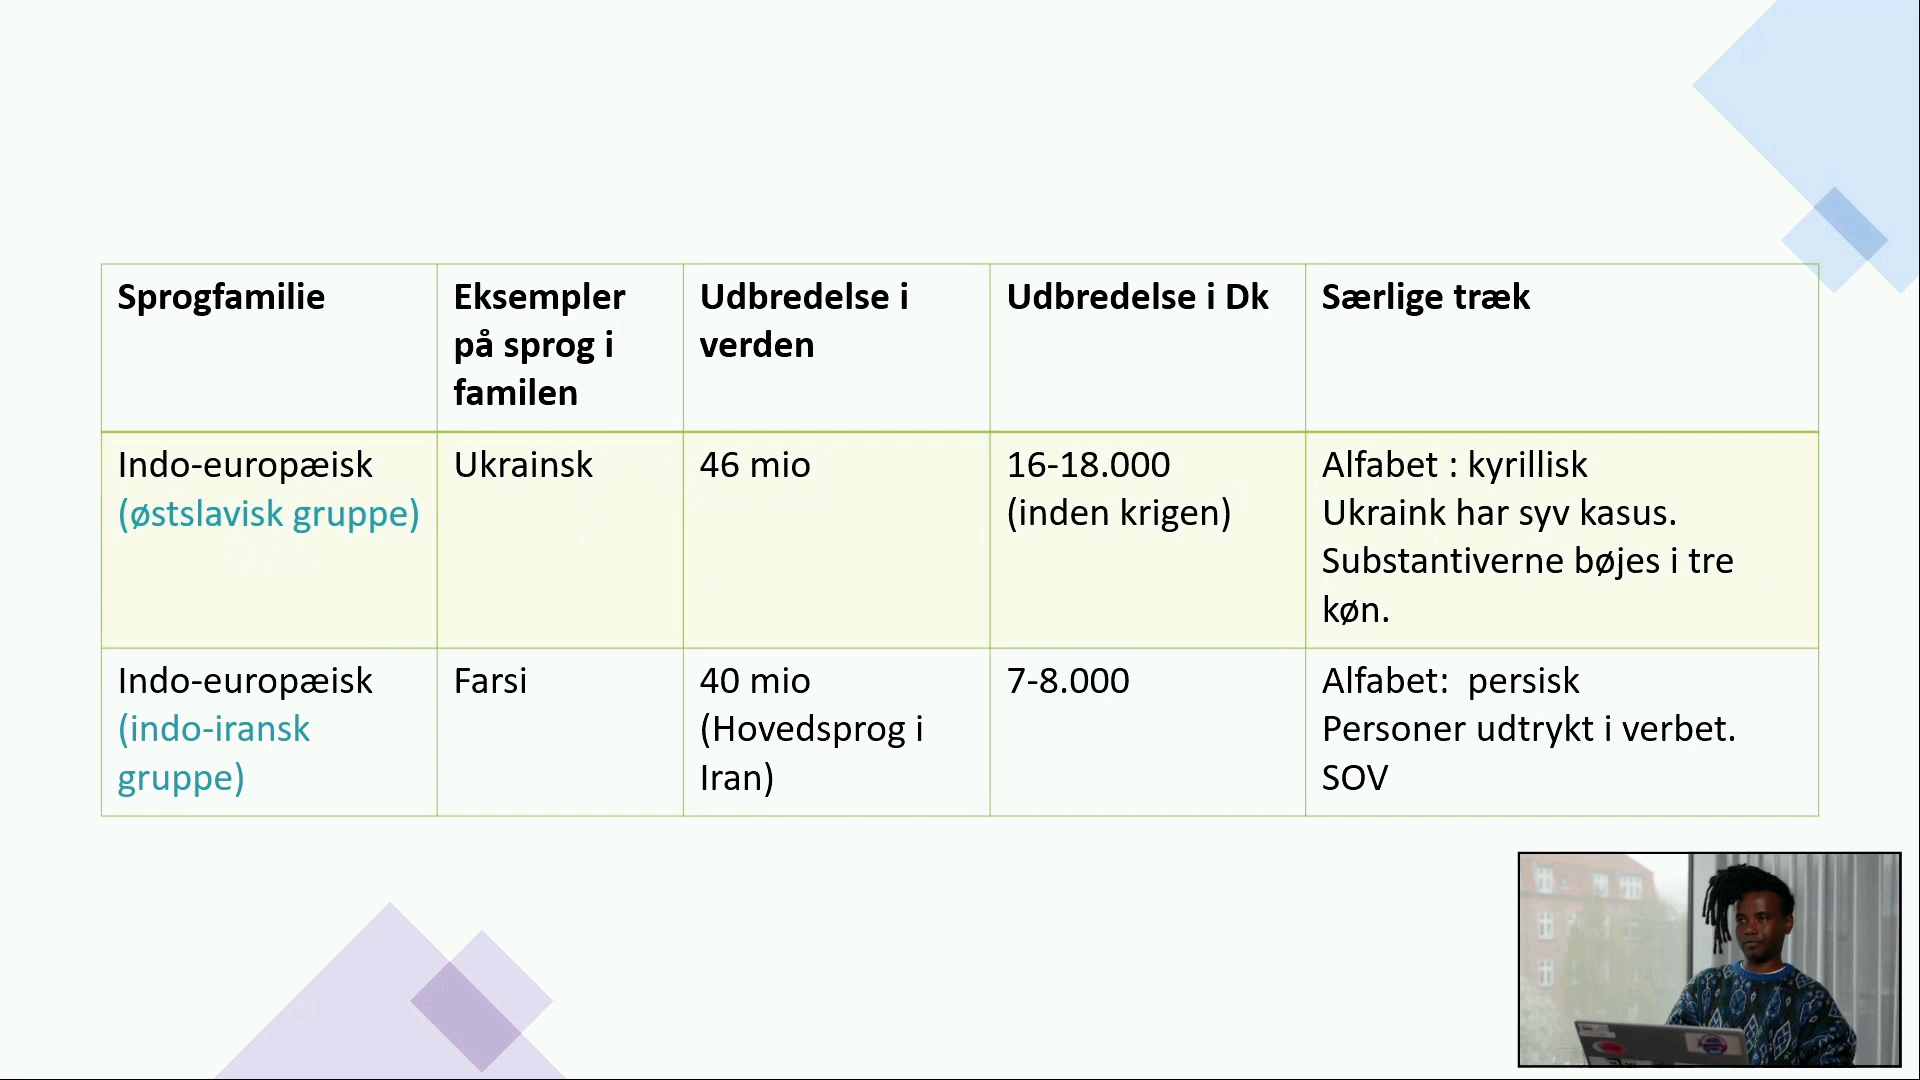 Sprogfamilie
Eksempler
på sprog i
familen
Udbredelse i
verden
Udbredelse i Dk
Særlige træk
Indo-europæisk
(østslavisk gruppe)
Ukrainsk
46 mio
16-18.000
(inden krigen)
Alfabet : kyrillisk
Ukraink har syv kasus.
Substantiverne bøjes i tre
køn.
Indo-europæisk
(indo-iransk
gruppe)
Farsi
40 mio
(Hovedsprog i
Iran)
7-8.000
Alfabet:  persisk
Personer udtrykt i verbet.
SOV